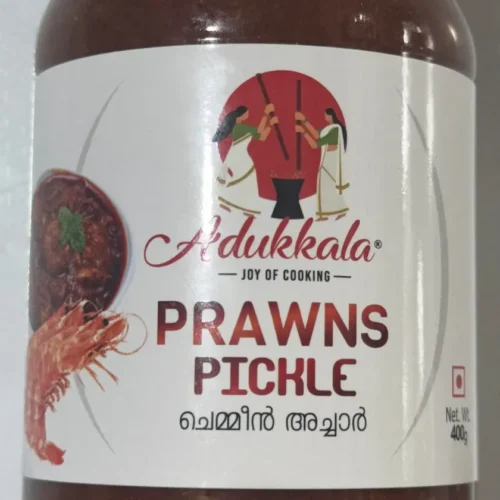 Adukkala®
JOY OF COOKING
PRAWNS
PICKLE
ചെമ്മീൻ അച്ചാർ
Net. Wt.
400g